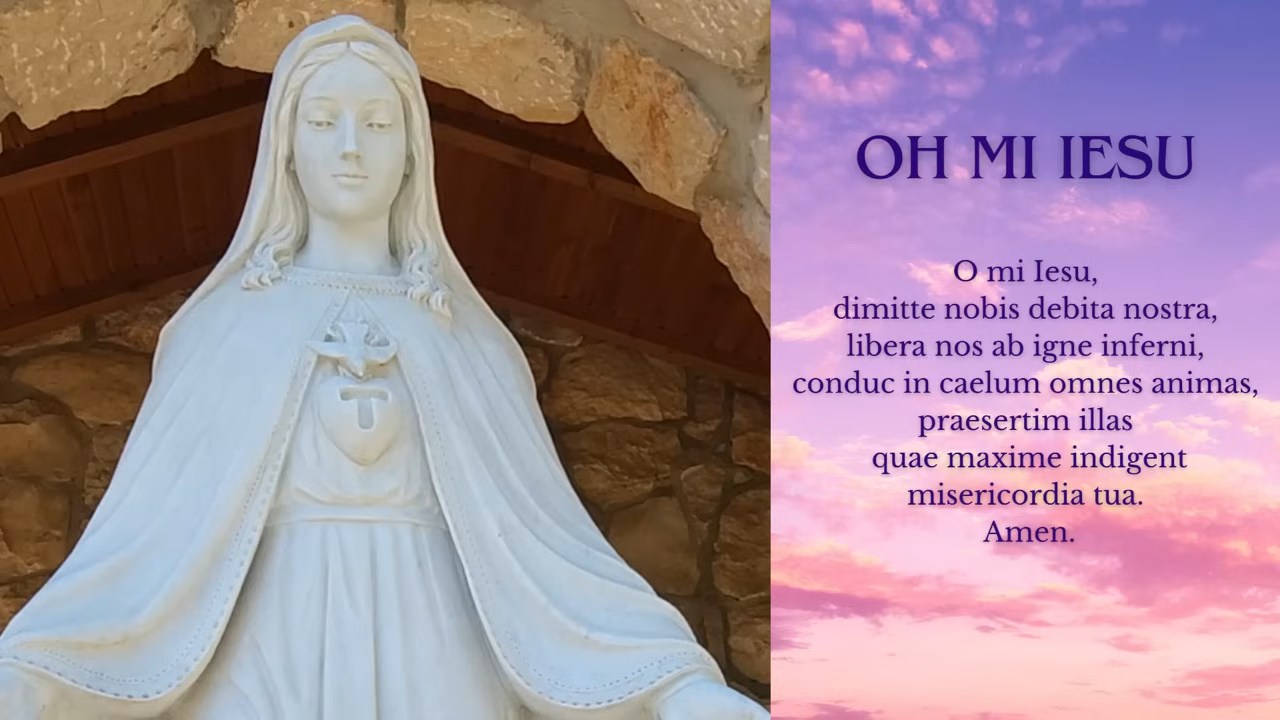 OH MI IESU
O mi Iesu,
dimitte nobis debita nostra,
libera nos ab igne inferni,
conduc in caelum omnes animas,
praesertim illas
quae maxime indigent
misericordia tua.
Amen.